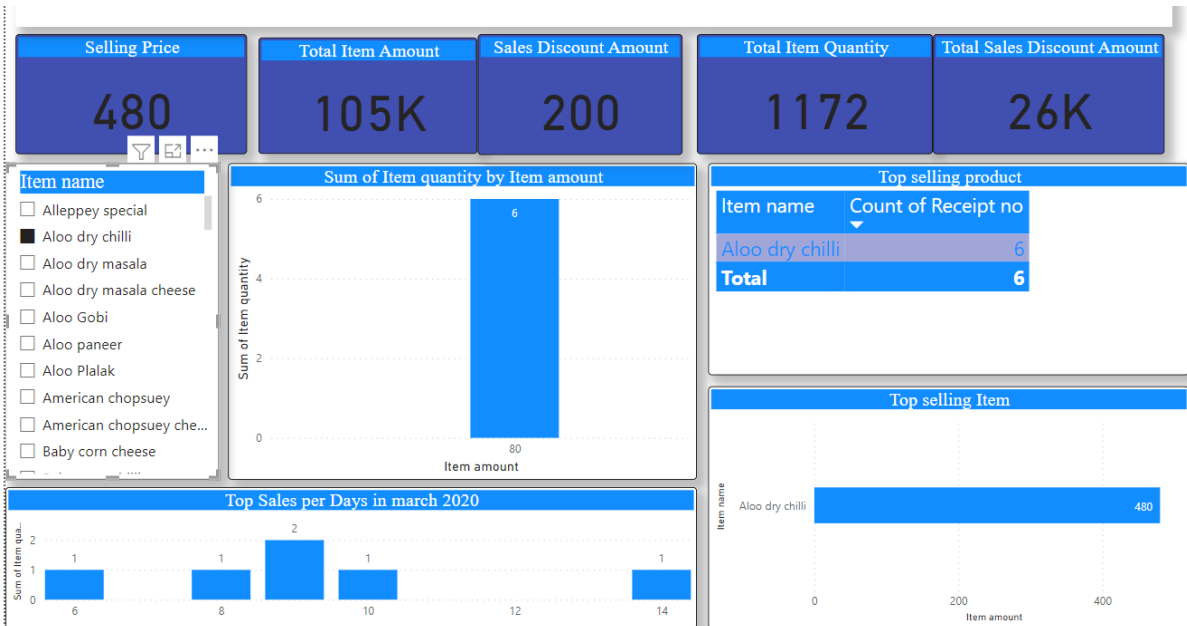 Selling Price
480
Total Item Amount
105K
Sales Discount Amount
200
Total Item Quantity
1172
Total Sales Discount Amount
26K
Item name
Alleppey special
Aloo dry chilli
Aloo dry masala
Aloo dry masala cheese
Aloo Gobi
Aloo paneer
Aloo Plalak
American chopsuey
American chopsuey che...
Baby corn cheese
Sum of Item quantity by Item amount
Sum of Item quantity
6
4
2
0
6
80
Item amount
Top selling product
Item name Count of Receipt no
Aloo dry chilli 6
Total 6
Top selling Item
Item name
Aloo dry chilli
480
0 200 400
Item amount
Top Sales per Days in march 2020
Sum of Item qua...
2
1
0
1 1 2 1 1
6 8 10 12 14